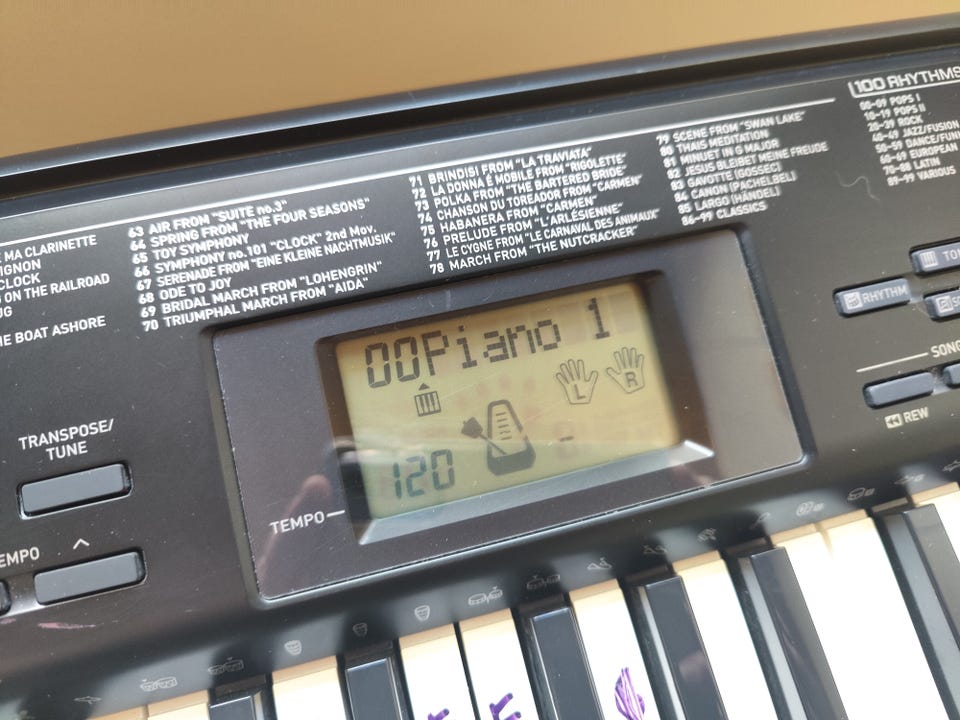 MA CLARINETTE
CLOCK
ON THE RAILROAD
THE BOAT ASHORE
63 AIR FROM "SUITE no.3"
64 SPRING FROM "THE FOUR SEASONS"
65 TOY SYMPHONY
66 SYMPHONY no.101 "CLOCK" 2nd Mov.
67 SERENADE FROM "EINE KLEINE NACHTMUSIK"
68 ODE TO JOY
69 BRIDAL MARCH FROM "LOHENGRIN"
70 TRIUMPHAL MARCH FROM "AIDA"
71 BRINDISI FROM "LA TRAVIATA"
72 LA DONNA È MOBILE FROM "RIGOLETTE"
73 POLKA FROM "THE BARTERED BRIDE"
74 CHANSON DU TOREADOR FROM "CARMEN"
75 HABANERA FROM "CARMEN"
76 PRELUDE FROM "L'ARLÉSIENNE"
77 LE CYGNE FROM "LE CARNAVAL DES ANIMAUX"
78 MARCH FROM "THE NUTCRACKER"
79 SCENE FROM "SWAN LAKE"
80 THAIS MEDITATION
81 MINUET IN G MAJOR
82 JESUS BLEIBET MEINE FREUDE
83 GAVOTTE (GOSSEC)
84 CANON (PACHELBEL)
85 LARGO (HÄNDEL)
86-99 CLASSICS
100 RHYTHMS
00-09 POPS I
10-19 POPS II
20-29 ROCK
40-49 JAZZ/FUSION
50-59 DANCE/FUN
60-69 EUROPEAN
70-88 LATIN
89-99 VARIOUS
00Piano 1
L R
120
TEMPO
TRANSPOSE/
TUNE
TEMPO
RHYTHM
TON
SONG
REW
E